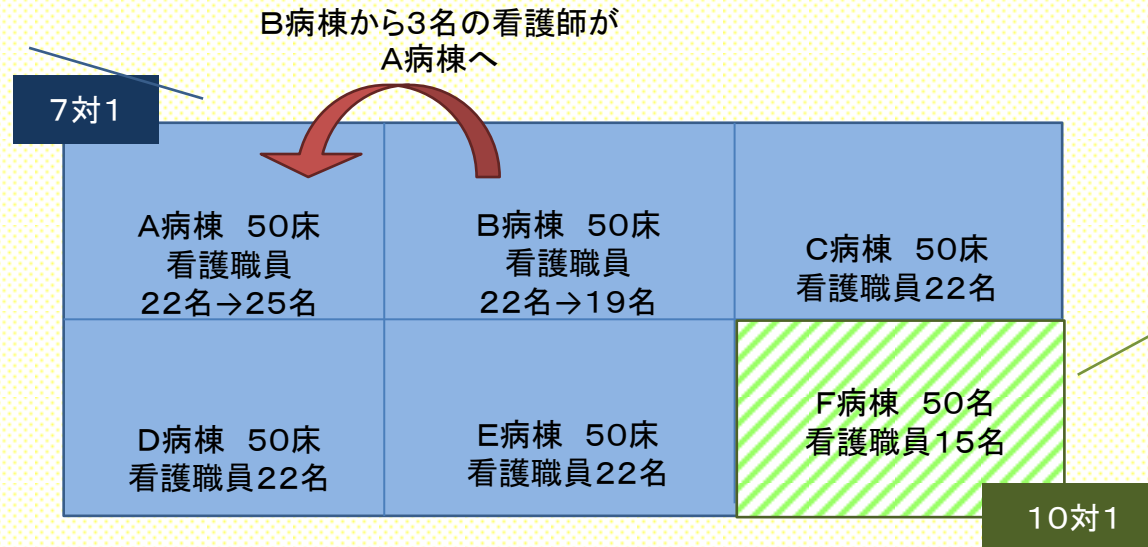 B病棟から3名の看護師が
A病棟へ
7対1
A病棟 50床
看護職員
22名→25名
B病棟 50床
看護職員
22名→19名
C病棟 50床
看護職員22名
D病棟 50床
看護職員22名
E病棟 50床
看護職員22名
F病棟 50名
看護職員15名
10対1